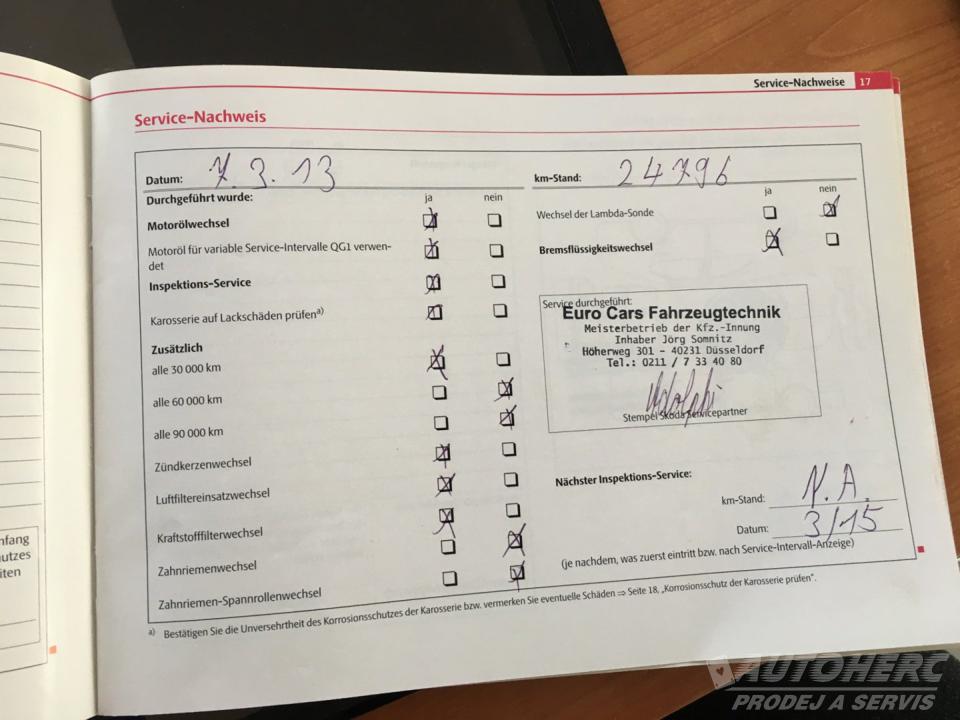 Service-Nachweise 17
Service-Nachweis
Datum: 7.3.13
Durchgeführt wurde: ja nein
Motorölwechsel
Motoröl für variable Service-Intervalle QG1 verwen-
det
Inspektions-Service
Karosserie auf Lackschäden prüfen a)
Zusätzlich
alle 30 000 km
alle 60 000 km
alle 90 000 km
Zündkerzenwechsel
Luftfiltereinsatzwechsel
Kraftstofffilterwechsel
Zahnriemenwechsel
Zahnriemen-Spannrollenwechsel
km-Stand: 24796
ja nein
Wechsel der Lambda-Sonde
Bremsflüssigkeitswechsel
Service durchgeführt:
Euro Cars Fahrzeugtechnik
Meisterbetrieb der Kfz.-Innung
Inhaber Jörg Somnitz
Höherweg 301 - 40231 Düsseldorf
Tel.: 0211 / 7 33 40 80
Stempel Škoda Servicepartner
Nächster Inspektions-Service:
km-Stand: N.A.
Datum: 3/15
(je nachdem, was zuerst eintritt bzw. nach Service-Intervall-Anzeige)
a) Bestätigen Sie die Unversehrtheit des Korrosionsschutzes der Karosserie bzw. vermerken Sie eventuelle Schäden ⇒ Seite 18, „Korrosionsschutz der Karosserie prüfen“.
AUTOHERC
PRODEJ A SERVIS